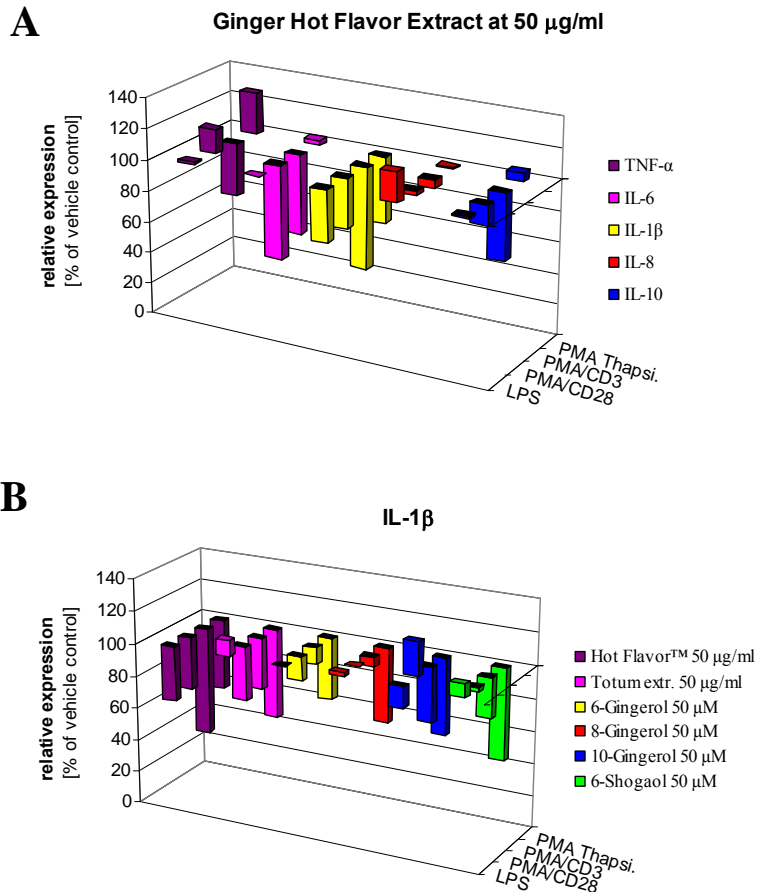 A
Ginger Hot Flavor Extract at 50 µg/ml
relative expression
[% of vehicle control]
140
120
100
80
60
40
20
0
TNF-α
IL-6
IL-1β
IL-8
IL-10
PMA Thapsi.
PMA/CD3
PMA/CD28
LPS
B
IL-1β
relative expression
[% of vehicle control]
140
120
100
80
60
40
20
0
Hot Flavor™ 50 µg/ml
Totum extr. 50 µg/ml
6-Gingerol 50 µM
8-Gingerol 50 µM
10-Gingerol 50 µM
6-Shogaol 50 µM
PMA Thapsi.
PMA/CD3
PMA/CD28
LPS